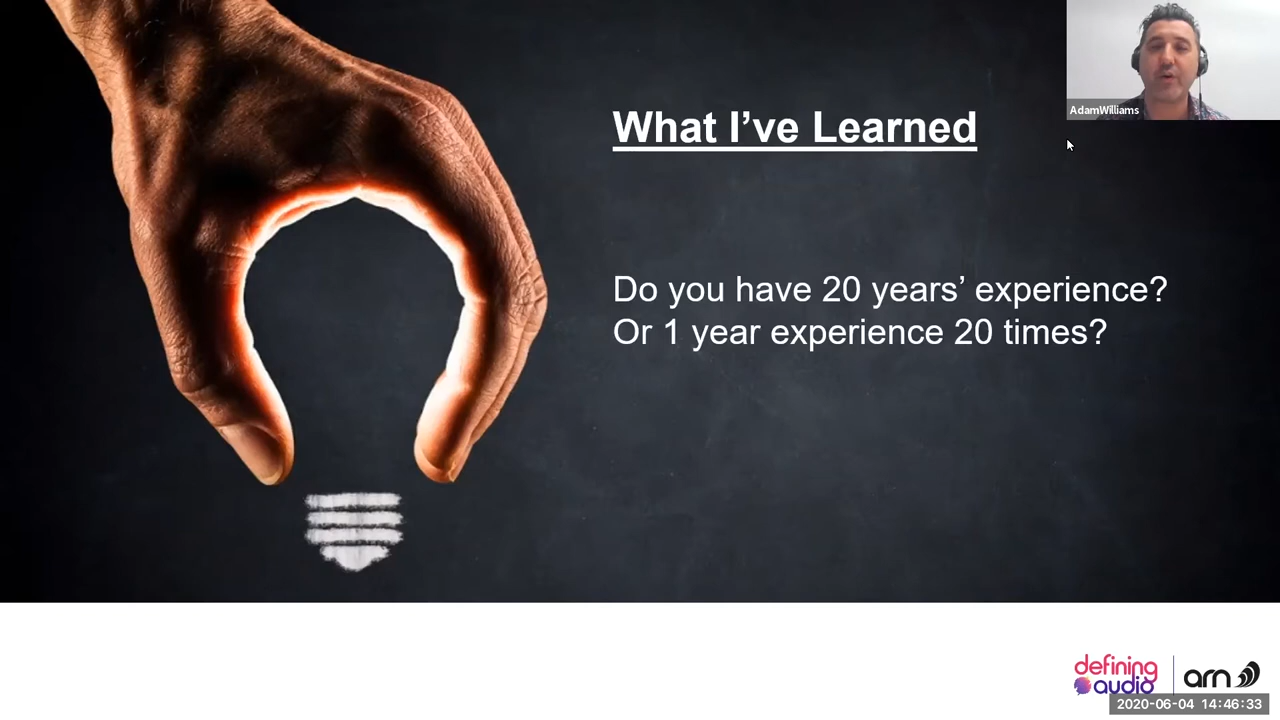 What I’ve Learned
AdamWilliams
Do you have 20 years’ experience?
Or 1 year experience 20 times?
defining
audio
arn
2020-06-04 14:46:33